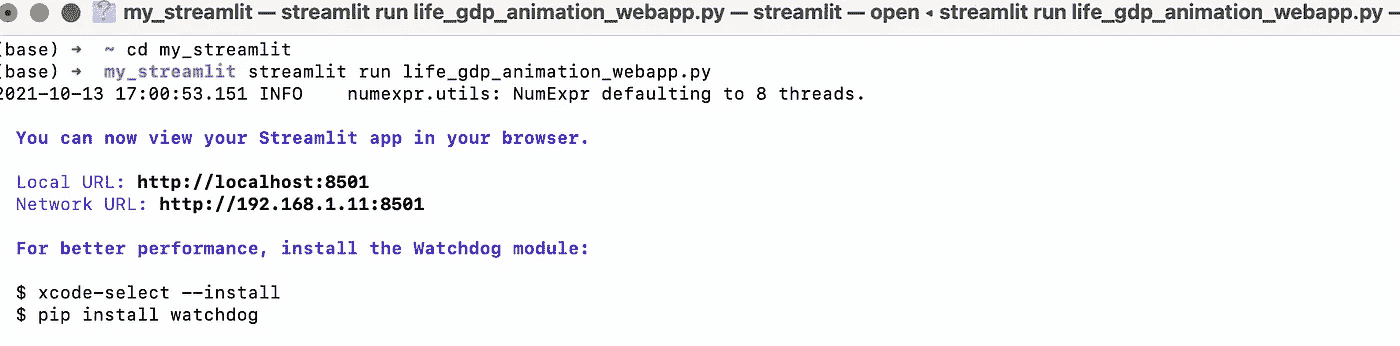 my_streamlit — streamlit run life_gdp_animation_webapp.py — streamlit — open ◂ streamlit run life_gdp_animation_webapp.py —
(base) ➜ ~ cd my_streamlit
(base) ➜ my_streamlit streamlit run life_gdp_animation_webapp.py
2021-10-13 17:00:53.151 INFO numexpr.utils: NumExpr defaulting to 8 threads.
You can now view your Streamlit app in your browser.
Local URL: http://localhost:8501
Network URL: http://192.168.1.11:8501
For better performance, install the Watchdog module:
$ xcode-select --install
$ pip install watchdog